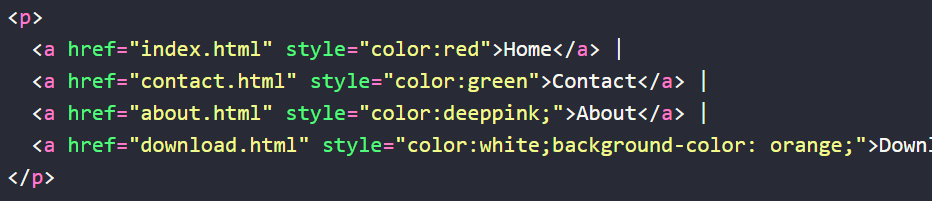 <p>
<a href="index.html" style="color:red">Home</a> |
<a href="contact.html" style="color:green">Contact</a> |
<a href="about.html" style="color:deeppink;">About</a> |
<a href="download.html" style="color:white;background-color: orange;">Downl
</p>